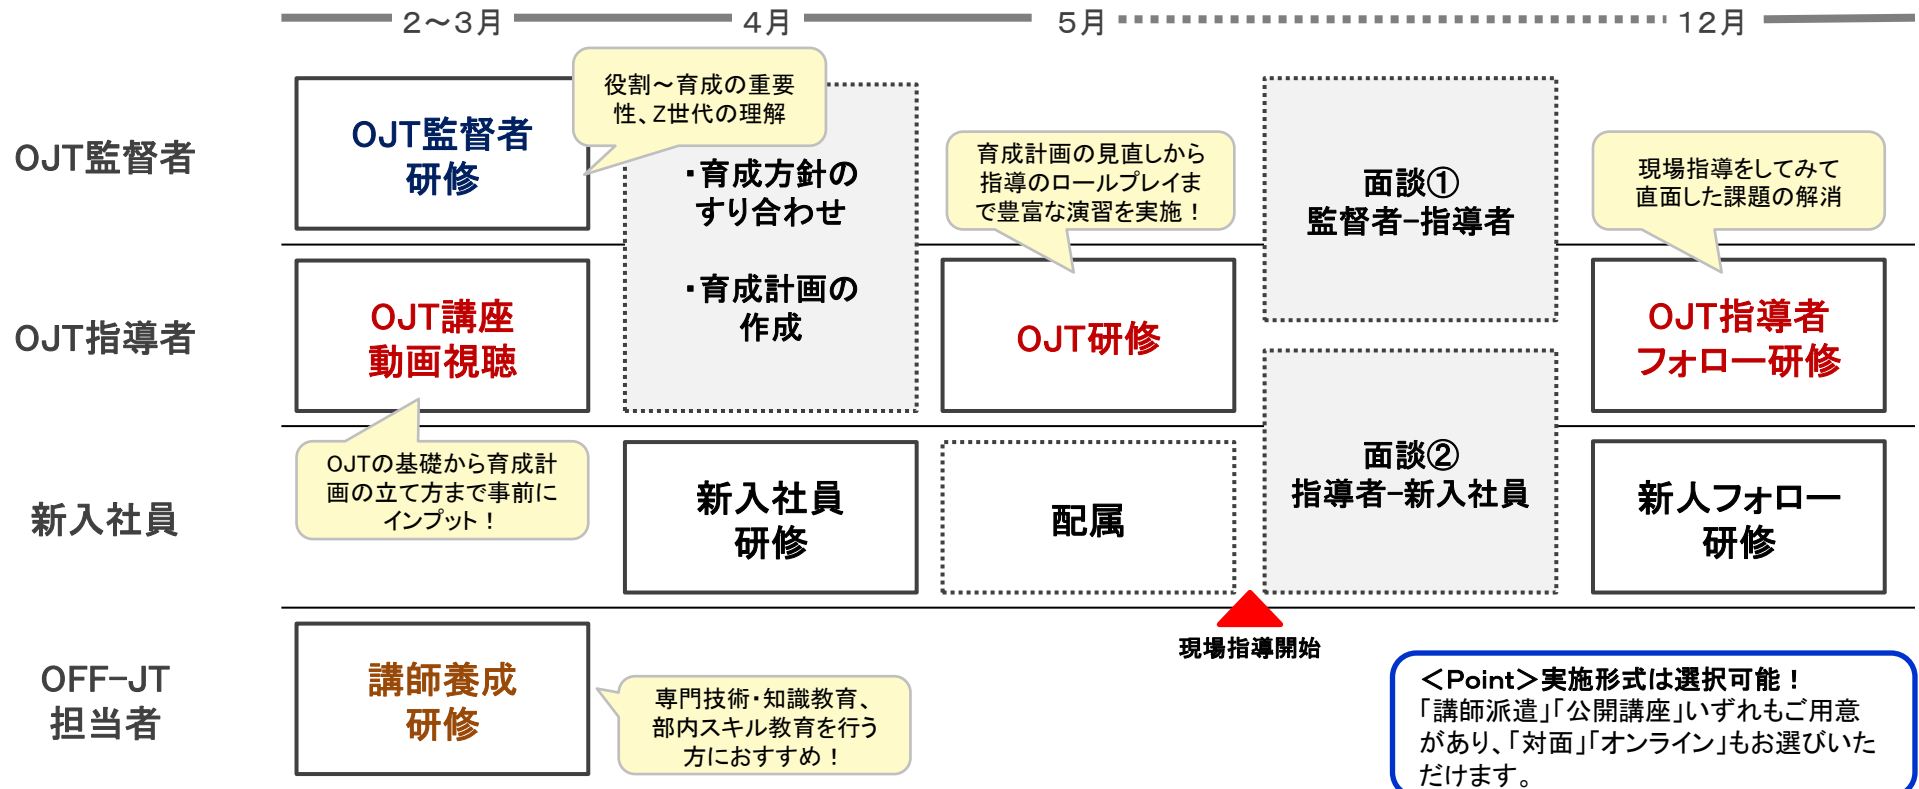 2～3月
4月
5月
12月
OJT監督者
OJT監督者
研修
役割～育成の重要
性、Z世代の理解
・育成方針の
すり合わせ
・育成計画の
作成
育成計画の見直しから
指導のロールプレイま
で豊富な演習を実施！
面談①
監督者-指導者
現場指導をしてみて
直面した課題の解消
OJT指導者
OJT講座
動画視聴
OJT研修
OJT指導者
フォロー研修
OJTの基礎から育成計
画の立て方まで事前に
インプット！
新入社員
新入社員
研修
配属
面談②
指導者-新入社員
新人フォロー
研修
現場指導開始
OFF-JT
担当者
講師養成
研修
専門技術・知識教育、
部内スキル教育を行う
方におすすめ！
＜Point＞実施形式は選択可能！
「講師派遣」「公開講座」いずれもご用意
があり、「対面」「オンライン」もお選びいた
だけます。